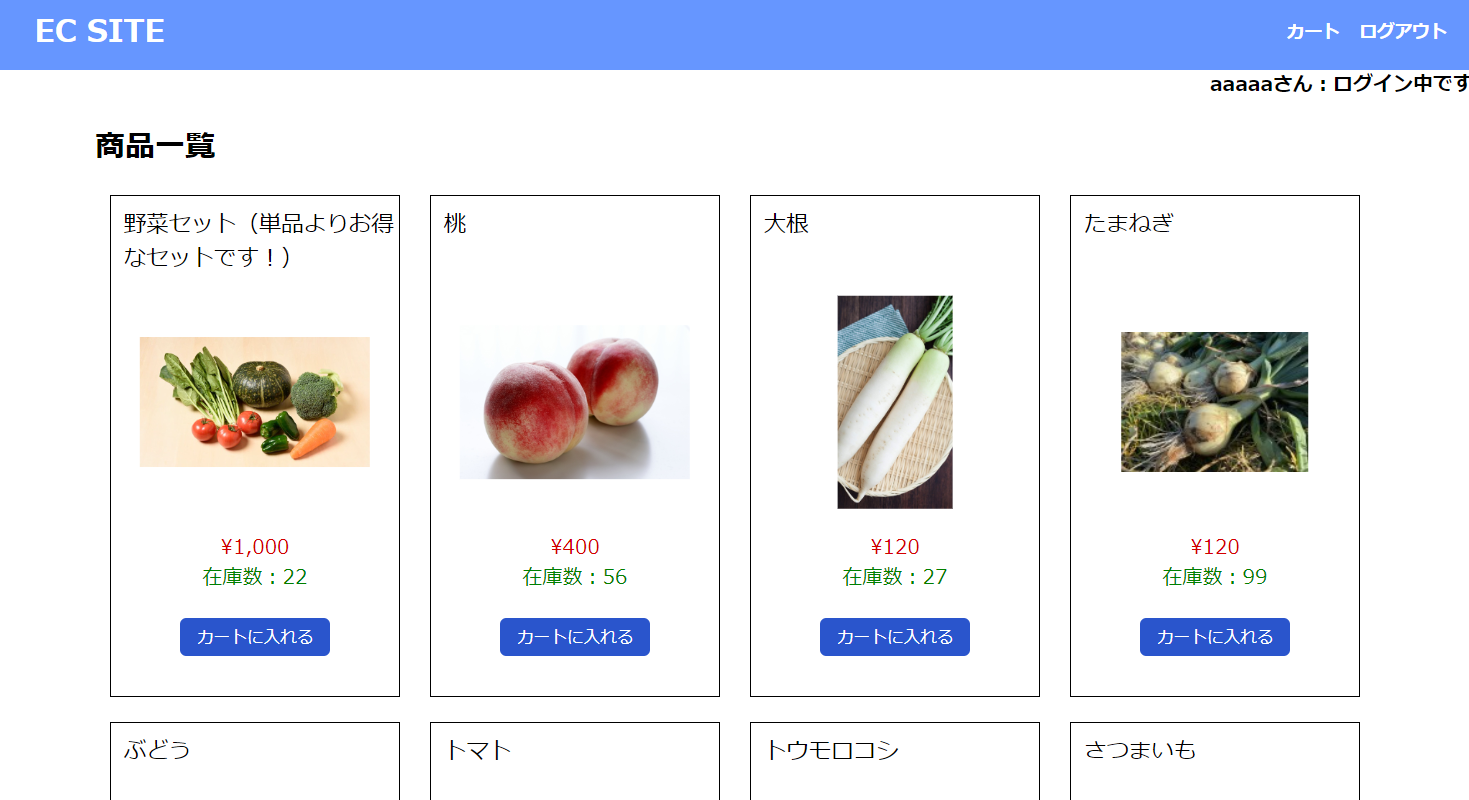 EC SITE
カート ログアウト
aaaaaさん：ログイン中です
商品一覧
野菜セット（単品よりお得
なセットです！）
¥1,000
在庫数：22
カートに入れる
桃
¥400
在庫数：56
カートに入れる
大根
¥120
在庫数：27
カートに入れる
たまねぎ
¥120
在庫数：99
カートに入れる
ぶどう
トマト
トウモロコシ
さつまいも